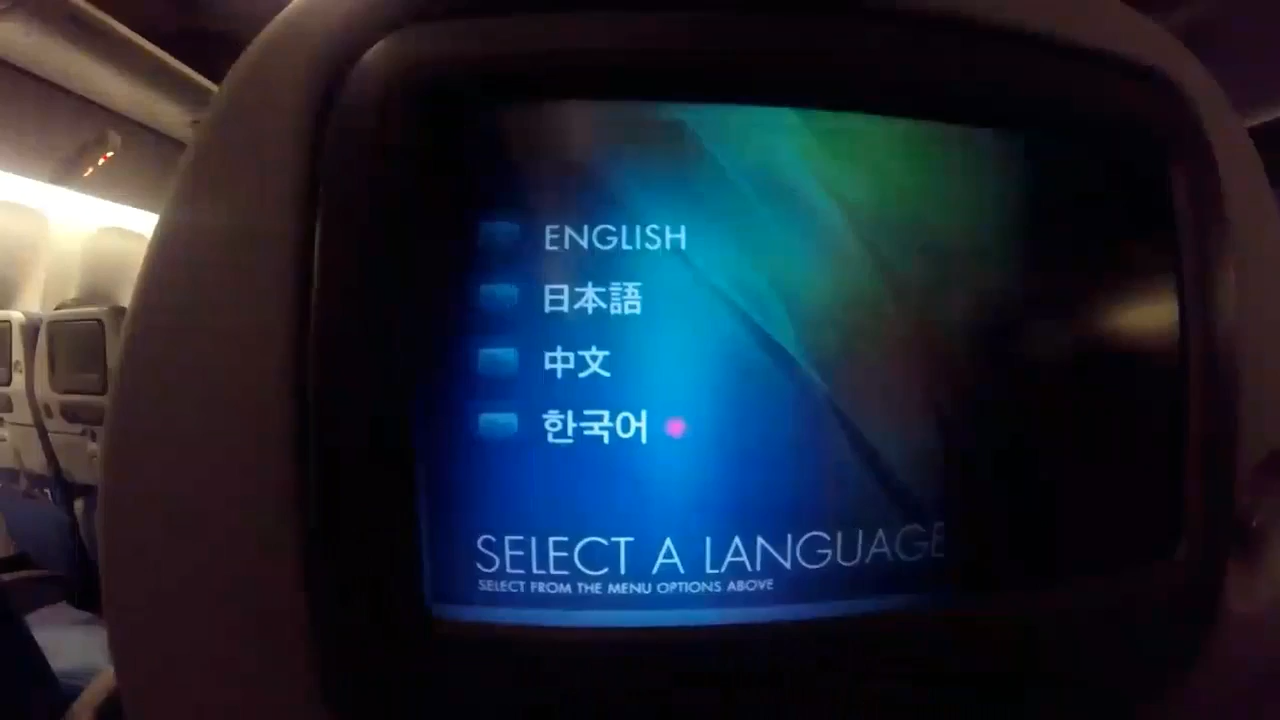 ENGLISH
日本語
中文
한국어
SELECT A LANGUAGE
SELECT FROM THE MENU OPTIONS ABOVE